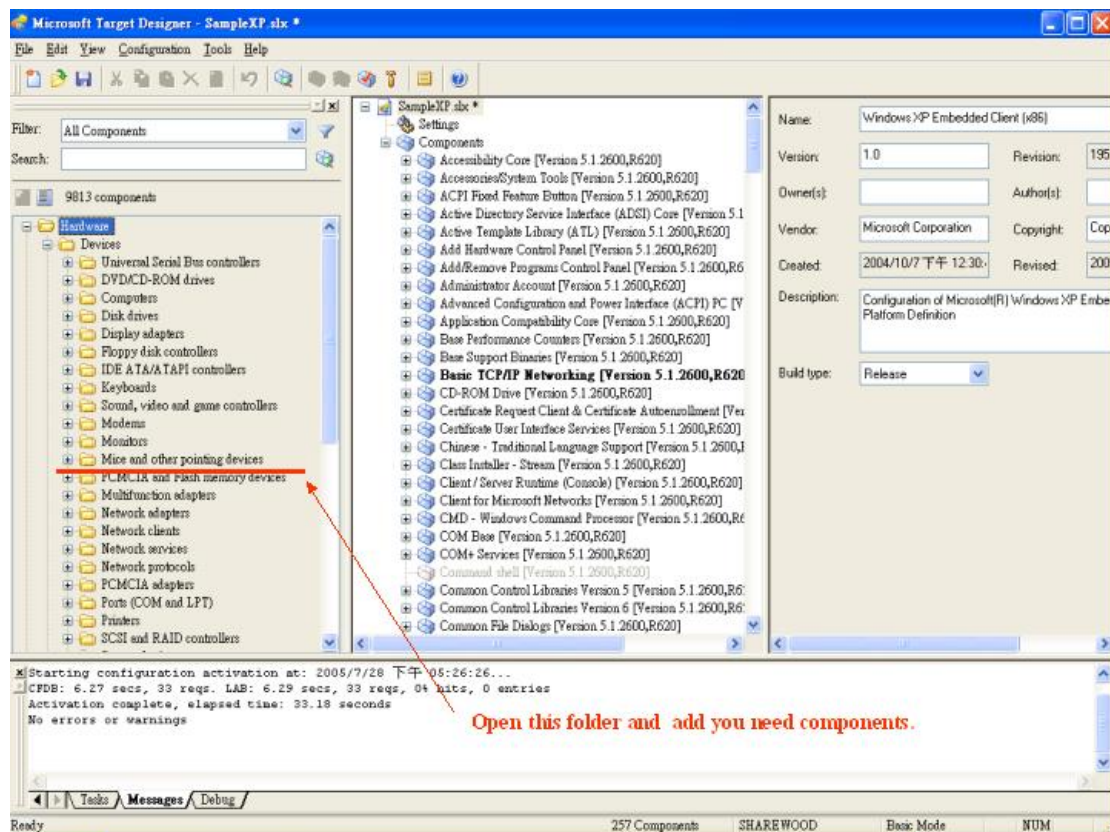 Microsoft Target Designer - SampleXP.slx *
File Edit View Configuration Tools Help
Filter: All Components
Search:
9813 components
Hardware
Devices
Universal Serial Bus controllers
DVD/CD-ROM drives
Computers
Disk drives
Display adapters
Floppy disk controllers
IDE ATA/ATAPI controllers
Keyboards
Sound, video and game controllers
Modems
Monitors
Mice and other pointing devices
PCMCIA and Flash memory devices
Multifunction adapters
Network adapters
Network clients
Network services
Network protocols
PCMCIA adapters
Ports (COM and LPT)
Printers
SCSI and RAID controllers
SampleXP.slx *
Settings
Components
Accessibility Core [Version 5.1.2600,R620]
Accessories/System Tools [Version 5.1.2600,R620]
ACPI Fixed Feature Button [Version 5.1.2600,R620]
Active Directory Service Interface (ADSI) Core [Version 5.1
Active Template Library (ATL) [Version 5.1.2600,R620]
Add Hardware Control Panel [Version 5.1.2600,R620]
Add/Remove Programs Control Panel [Version 5.1.2600,R6
Administrator Account [Version 5.1.2600,R620]
Advanced Configuration and Power Interface (ACPI) PC [V
Application Compatibility Core [Version 5.1.2600,R620]
Base Performance Counters [Version 5.1.2600,R620]
Base Support Binaries [Version 5.1.2600,R620]
Basic TCP/IP Networking [Version 5.1.2600,R620
CD-ROM Drive [Version 5.1.2600,R620]
Certificate Request Client & Certificate Autoenrollment [Ver
Certificate User Interface Services [Version 5.1.2600,R620]
Chinese - Traditional Language Support [Version 5.1.2600,
Class Installer - Stream [Version 5.1.2600,R620]
Client / Server Runtime (Console) [Version 5.1.2600,R620]
Client for Microsoft Networks [Version 5.1.2600,R620]
CMD - Windows Command Processor [Version 5.1.2600,R6
COM Base [Version 5.1.2600,R620]
COM+ Services [Version 5.1.2600,R620]
Command shell [Version 5.1.2600,R620]
Common Control Libraries Version 5 [Version 5.1.2600,R6
Common Control Libraries Version 6 [Version 5.1.2600,R6
Common File Dialogs [Version 5.1.2600,R620]
Name: Windows XP Embedded Client (x86)
Version: 1.0 Revision: 195
Owner(s): Author(s):
Vendor: Microsoft Corporation Copyright: Cop
Created: 2004/10/7 下午 12:30: Revised: 200
Description: Configuration of Microsoft(R) Windows XP Embe
Platform Definition
Build type: Release
Starting configuration activation at: 2005/7/28 下午 05:26:26...
CFDB: 6.27 secs, 33 reqs. LAB: 6.29 secs, 33 reqs, 0% hits, 0 entries
Activation complete, elapsed time: 33.18 seconds
No errors or warnings
Open this folder and add you need components.
Tasks Messages Debug
Ready 257 Components SHAREWOOD Basic Mode NUM